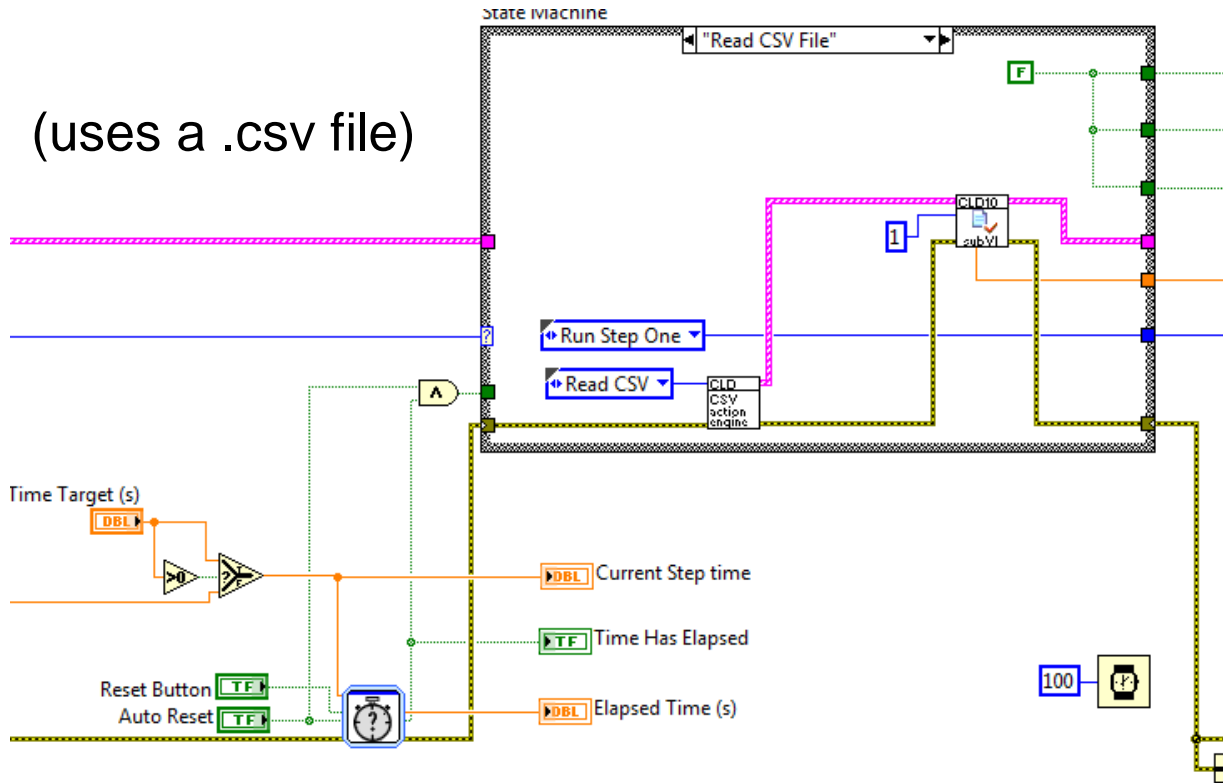 State Machine
"Read CSV File"
F
(uses a .csv file)
CLD10
subVI
1
?
Run Step One
Read CSV
CLD
CSV
action
engine
Time Target (s)
DBL
>0
?
T
F
DBL Current Step time
TF Time Has Elapsed
Reset Button TF
Auto Reset TF
?
DBL Elapsed Time (s)
100